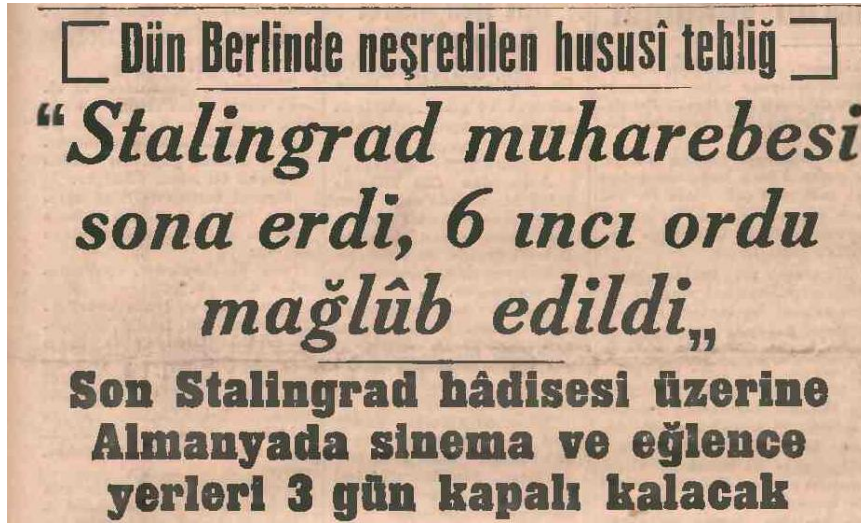 Dün Berlinde neşredilen hususî tebliğ
“Stalingrad muharebesi
sona erdi, 6 ıncı ordu
mağlûb edildi„
Son Stalingrad hâdisesi üzerine
Almanyada sinema ve eğlence
yerleri 3 gün kapalı kalacak